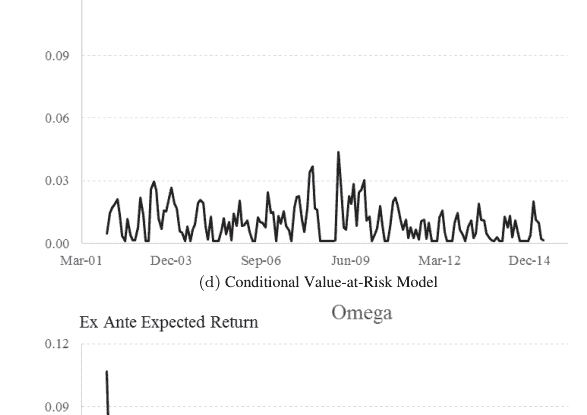 0.09
0.06
0.03
0.00
Mar-01 Dec-03 Sep-06 Jun-09 Mar-12 Dec-14
(d) Conditional Value-at-Risk Model
Omega
Ex Ante Expected Return
0.12
0.09